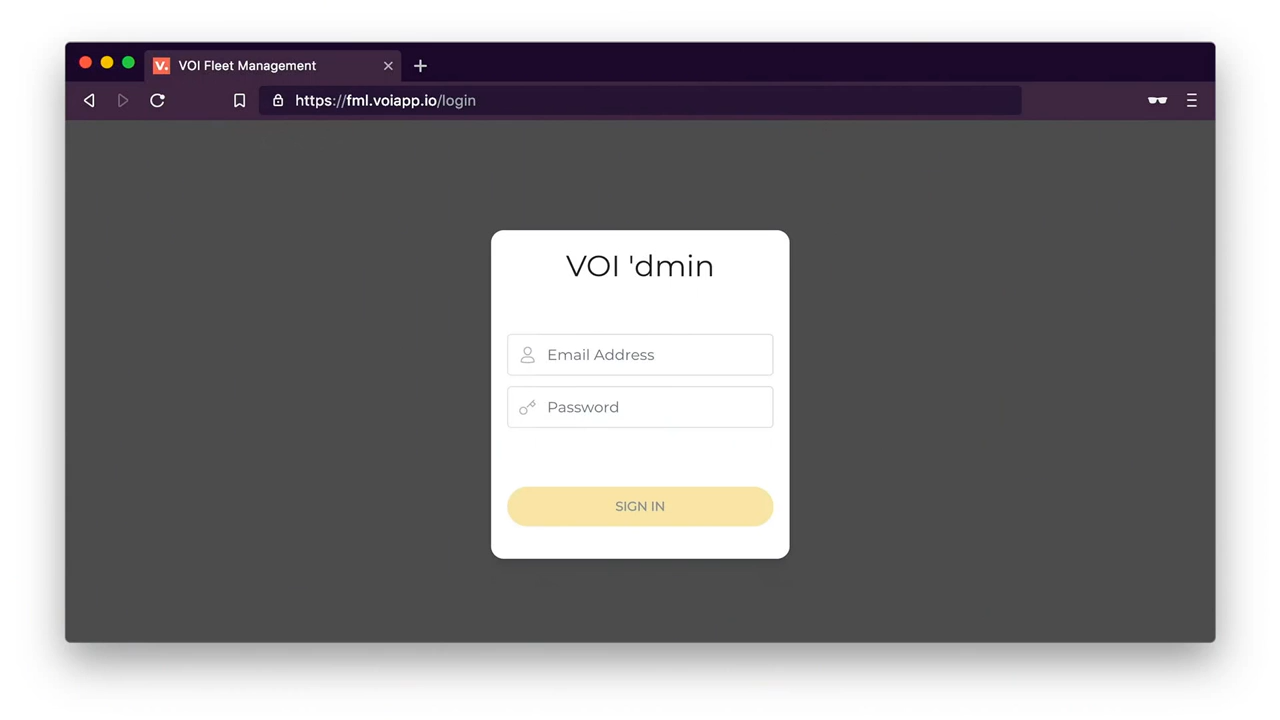 V. VOI Fleet Management
https://fml.voiapp.io/login
VOI 'dmin
Email Address
Password
SIGN IN